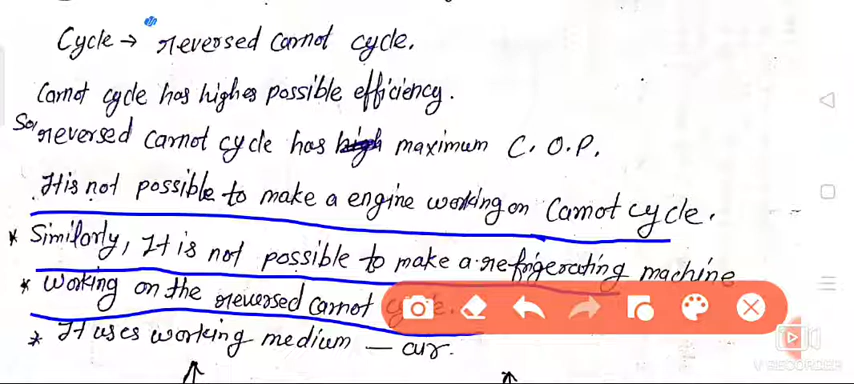 Cycle → reversed carnot cycle.
Carnot cycle has highes possible efficiency.
So, reversed carnot cycle has maximum C.O.P.
It is not possible to make a engine working on Carnot cycle.
* Similarly, It is not possible to make a refrigerating machine
* working on the reversed carnot
* It uses working medium — air.
V RECORDER